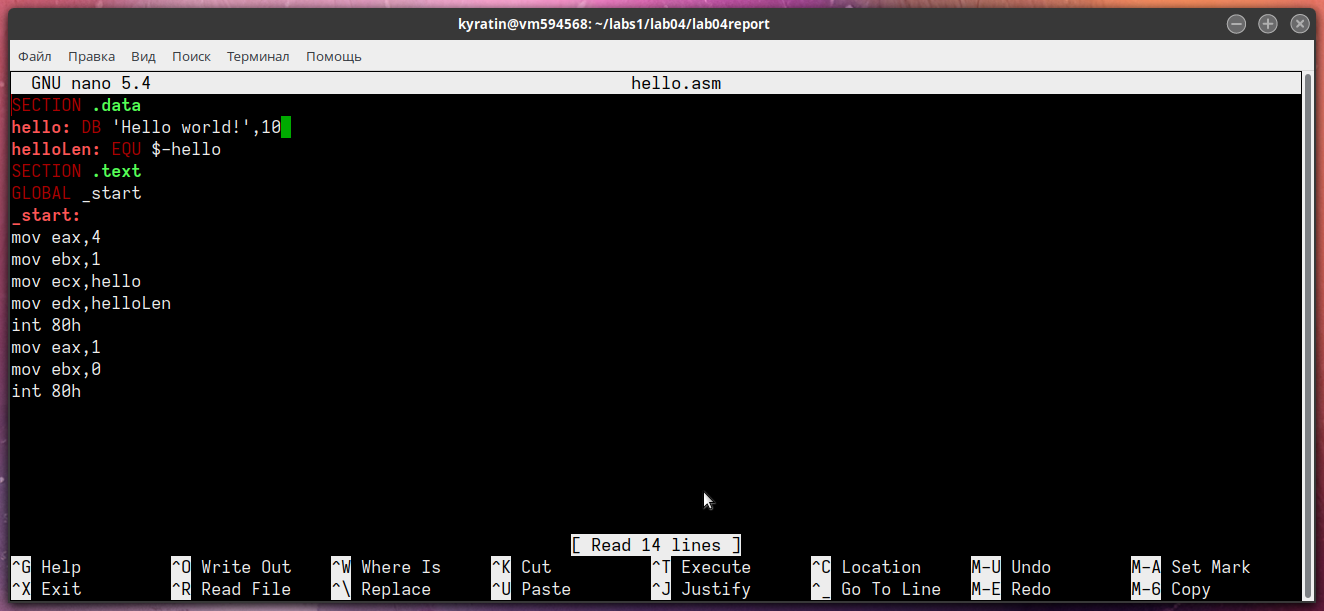 kyratin@vm594568: ~/labs1/lab04/lab04report
Файл Правка Вид Поиск Терминал Помощь
GNU nano 5.4 hello.asm
SECTION .data
hello: DB 'Hello world!',10
helloLen: EQU $-hello
SECTION .text
GLOBAL _start
_start:
mov eax,4
mov ebx,1
mov ecx,hello
mov edx,helloLen
int 80h
mov eax,1
mov ebx,0
int 80h
[ Read 14 lines ]
^G Help ^O Write Out ^W Where Is ^K Cut ^T Execute ^C Location M-U Undo M-A Set Mark
^X Exit ^R Read File ^\ Replace ^U Paste ^J Justify ^_ Go To Line M-E Redo M-6 Copy